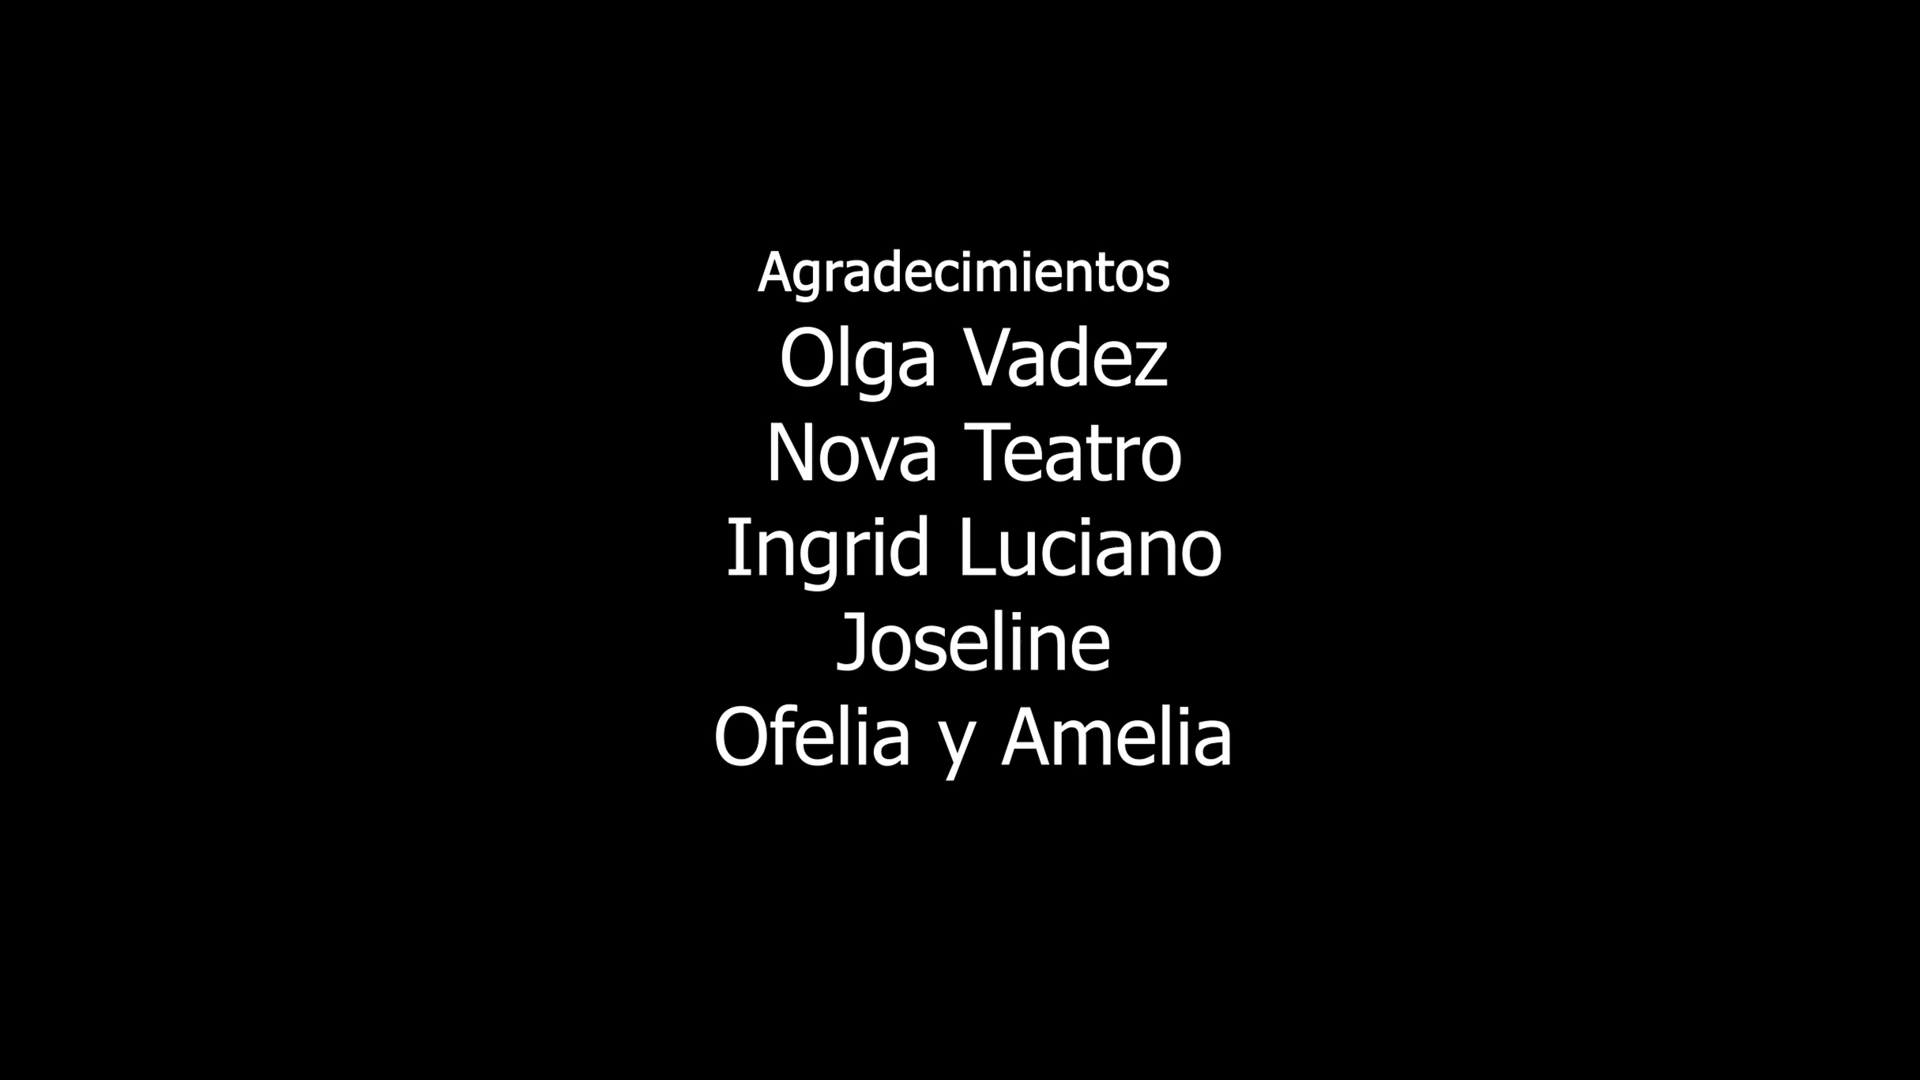 Agradecimientos
Olga Vadez
Nova Teatro
Ingrid Luciano
Joseline
Ofelia y Amelia